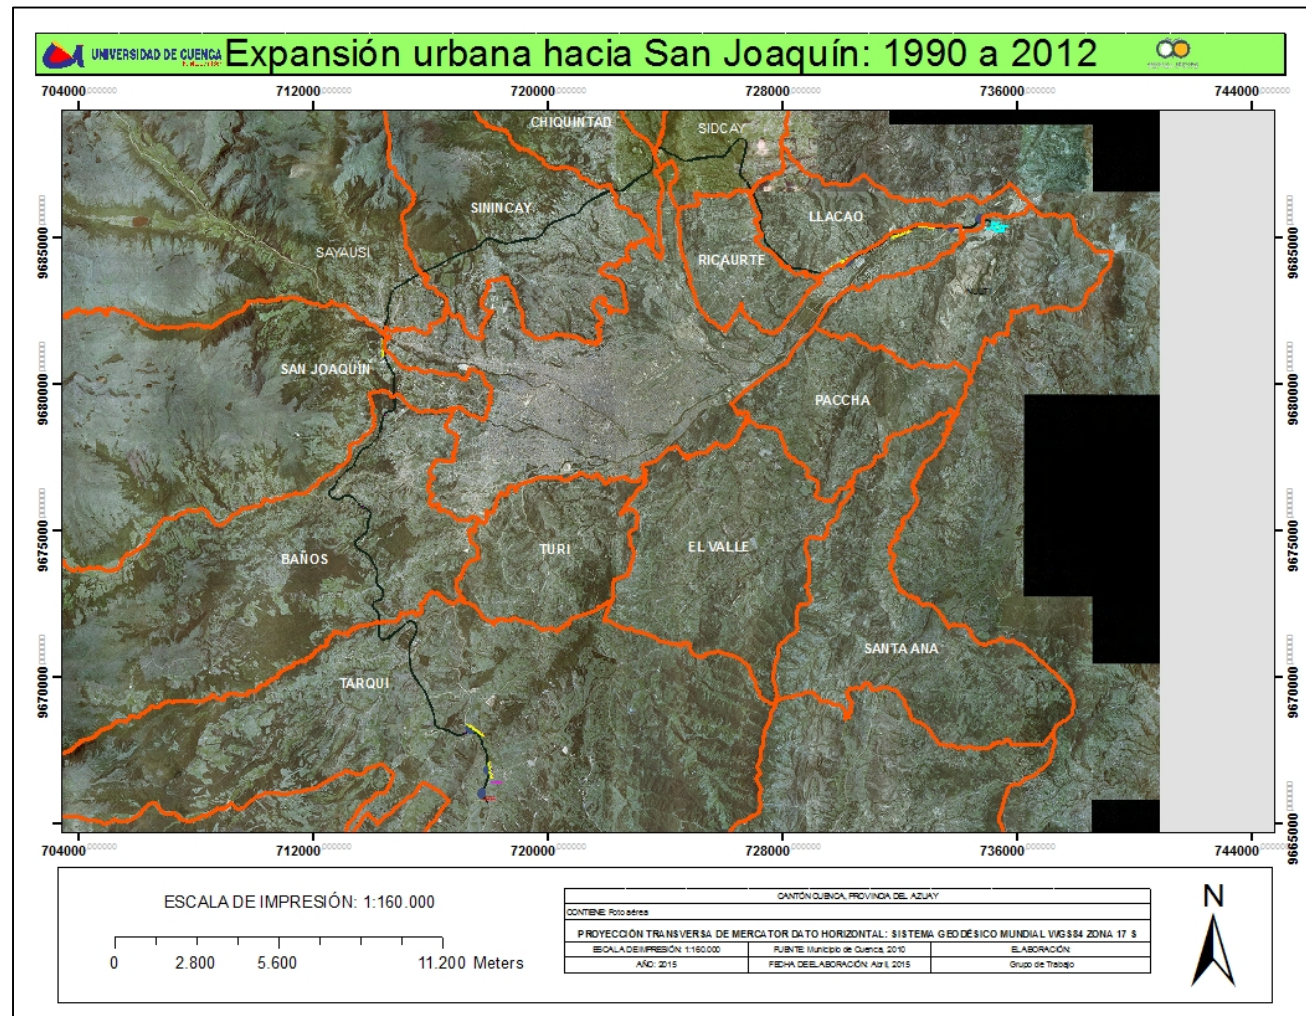 UNIVERSIDAD DE CUENCA
Expansión urbana hacia San Joaquín: 1990 a 2012
704000 712000 720000 728000 736000 744000
CHIQUINTAD
SIDCAY
SININCAY
LLACAO
SAYAUSI
RICAURTE
9685000 9685000
SAN JOAQUIN
9680000 9680000
PACCHA
BAÑOS
TURI
EL VALLE
9675000 9675000
SANTA ANA
TARQUI
9670000 9670000
9665000
704000 712000 720000 728000 736000 744000
ESCALA DE IMPRESIÓN: 1:160.000
0 2.800 5.600 11.200 Meters
CANTÓN CUENCA, PROVINCIA DEL AZUAY
CONTIENE: Foto aérea
PROYECCIÓN TRANSVERSA DE MERCATOR DATO HORIZONTAL: SISTEMA GEODÉSICO MUNDIAL WGS84 ZONA 17 S
ESCALA DE IMPRESIÓN: 1:160.000 FUENTE: Municipio de Cuenca, 2010 ELABORACIÓN:
AÑO: 2015 FECHA DE ELABORACIÓN: Abril, 2015 Grupo de Trabajo
N